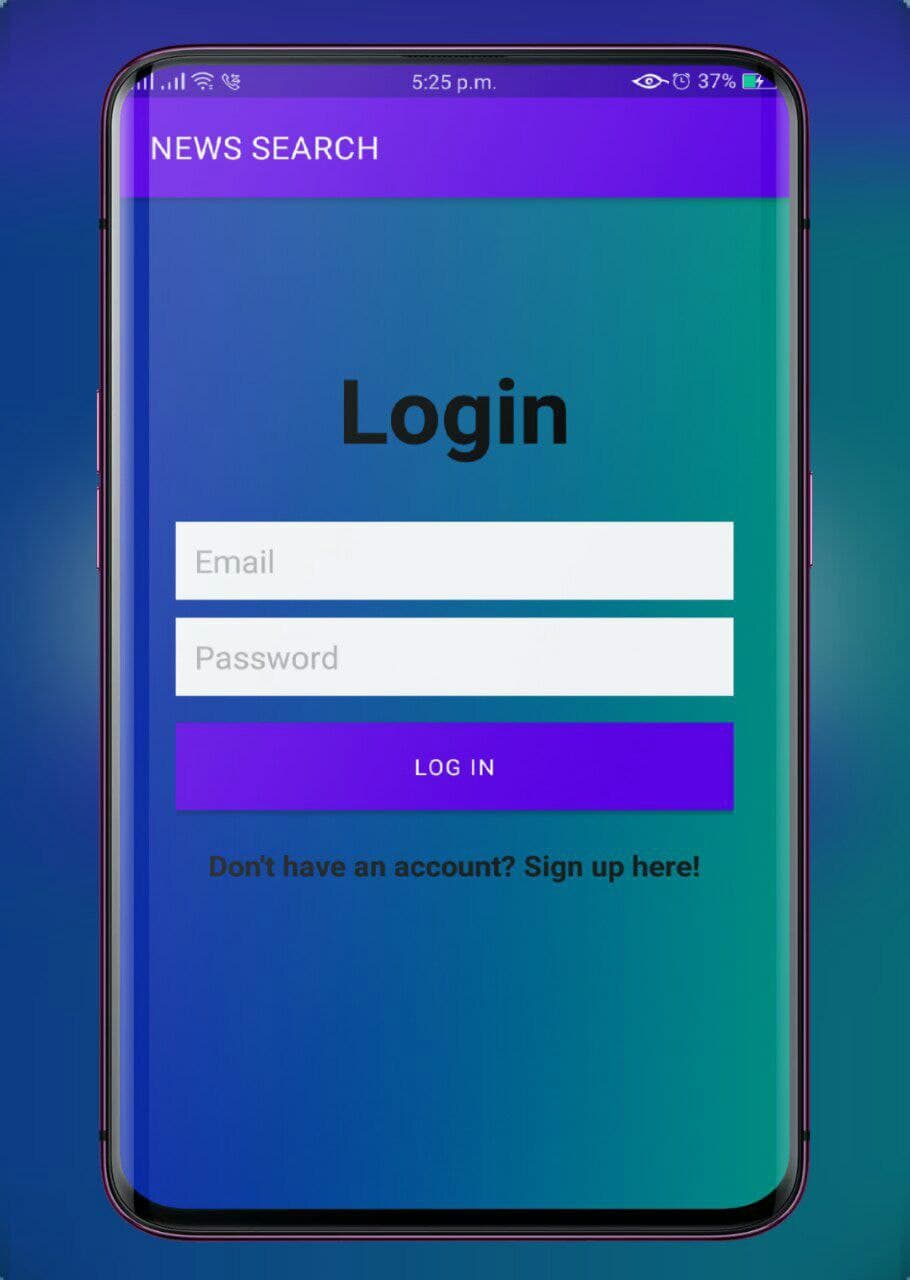 5:25 p.m.
37%
NEWS SEARCH
Login
Email
Password
LOG IN
Don't have an account? Sign up here!